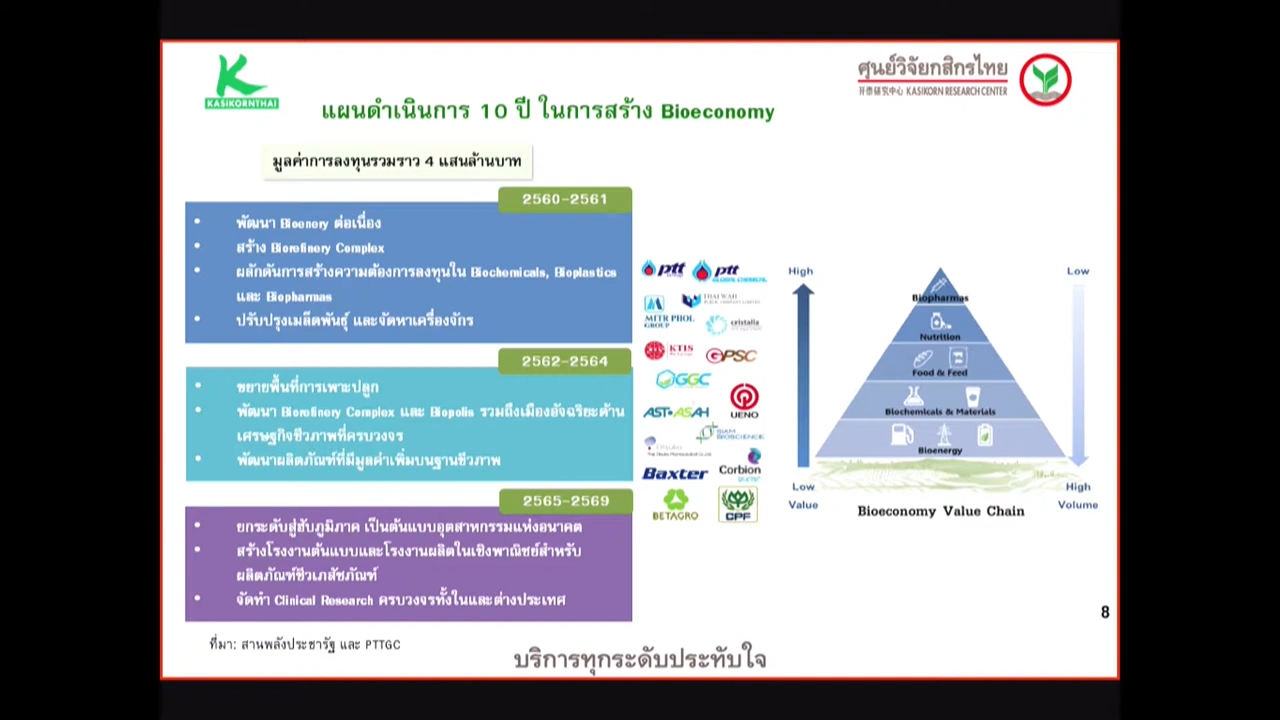 KASIKORNTHAI
ศูนย์วิจัยกสิกรไทย
开泰研究中心 KASIKORN RESEARCH CENTER
แผนดำเนินการ 10 ปี ในการสร้าง Bioeconomy
มูลค่าการลงทุนรวมราว 4 แสนล้านบาท
2560-2561
• พัฒนา Bioenery ต่อเนื่อง
• สร้าง Biorefinery Complex
• ผลักดันการสร้างความต้องการลงทุนใน Biochemicals, Bioplastics
และ Biopharmas
• ปรับปรุงเมล็ดพันธุ์ และจัดหาเครื่องจักร
2562-2564
• ขยายพื้นที่การเพาะปลูก
• พัฒนา Biorefinery Complex และ Biopolis รวมถึงเมืองอัจฉริยะด้าน
เศรษฐกิจชีวภาพที่ครบวงจร
• พัฒนาผลิตภัณฑ์ที่มีมูลค่าเพิ่มบนฐานชีวภาพ
2565-2569
• ยกระดับสู่ฮับภูมิภาค เป็นต้นแบบอุตสาหกรรมแห่งอนาคต
• สร้างโรงงานต้นแบบและโรงงานผลิตในเชิงพาณิชย์สำหรับ
ผลิตภัณฑ์ชีวเภสัชภัณฑ์
• จัดทำ Clinical Research ครบวงจรทั้งในและต่างประเทศ
ptt
ptt
THAI WAH
MITR PHOL
GROUP
cristalla
KTIS
GPSC
GGC
UENO
AST ASAHI
SIAM
BIOSCIENCE
Otsuka
Baxter
Corbion
BETAGRO
CPF
High
Low
Value
Biopharmas
Nutrition
Food & Feed
Biochemicals & Materials
Bioenergy
Low
High
Volume
Bioeconomy Value Chain
8
ที่มา: สานพลังประชารัฐ และ PTTGC
บริการทุกระดับประทับใจ